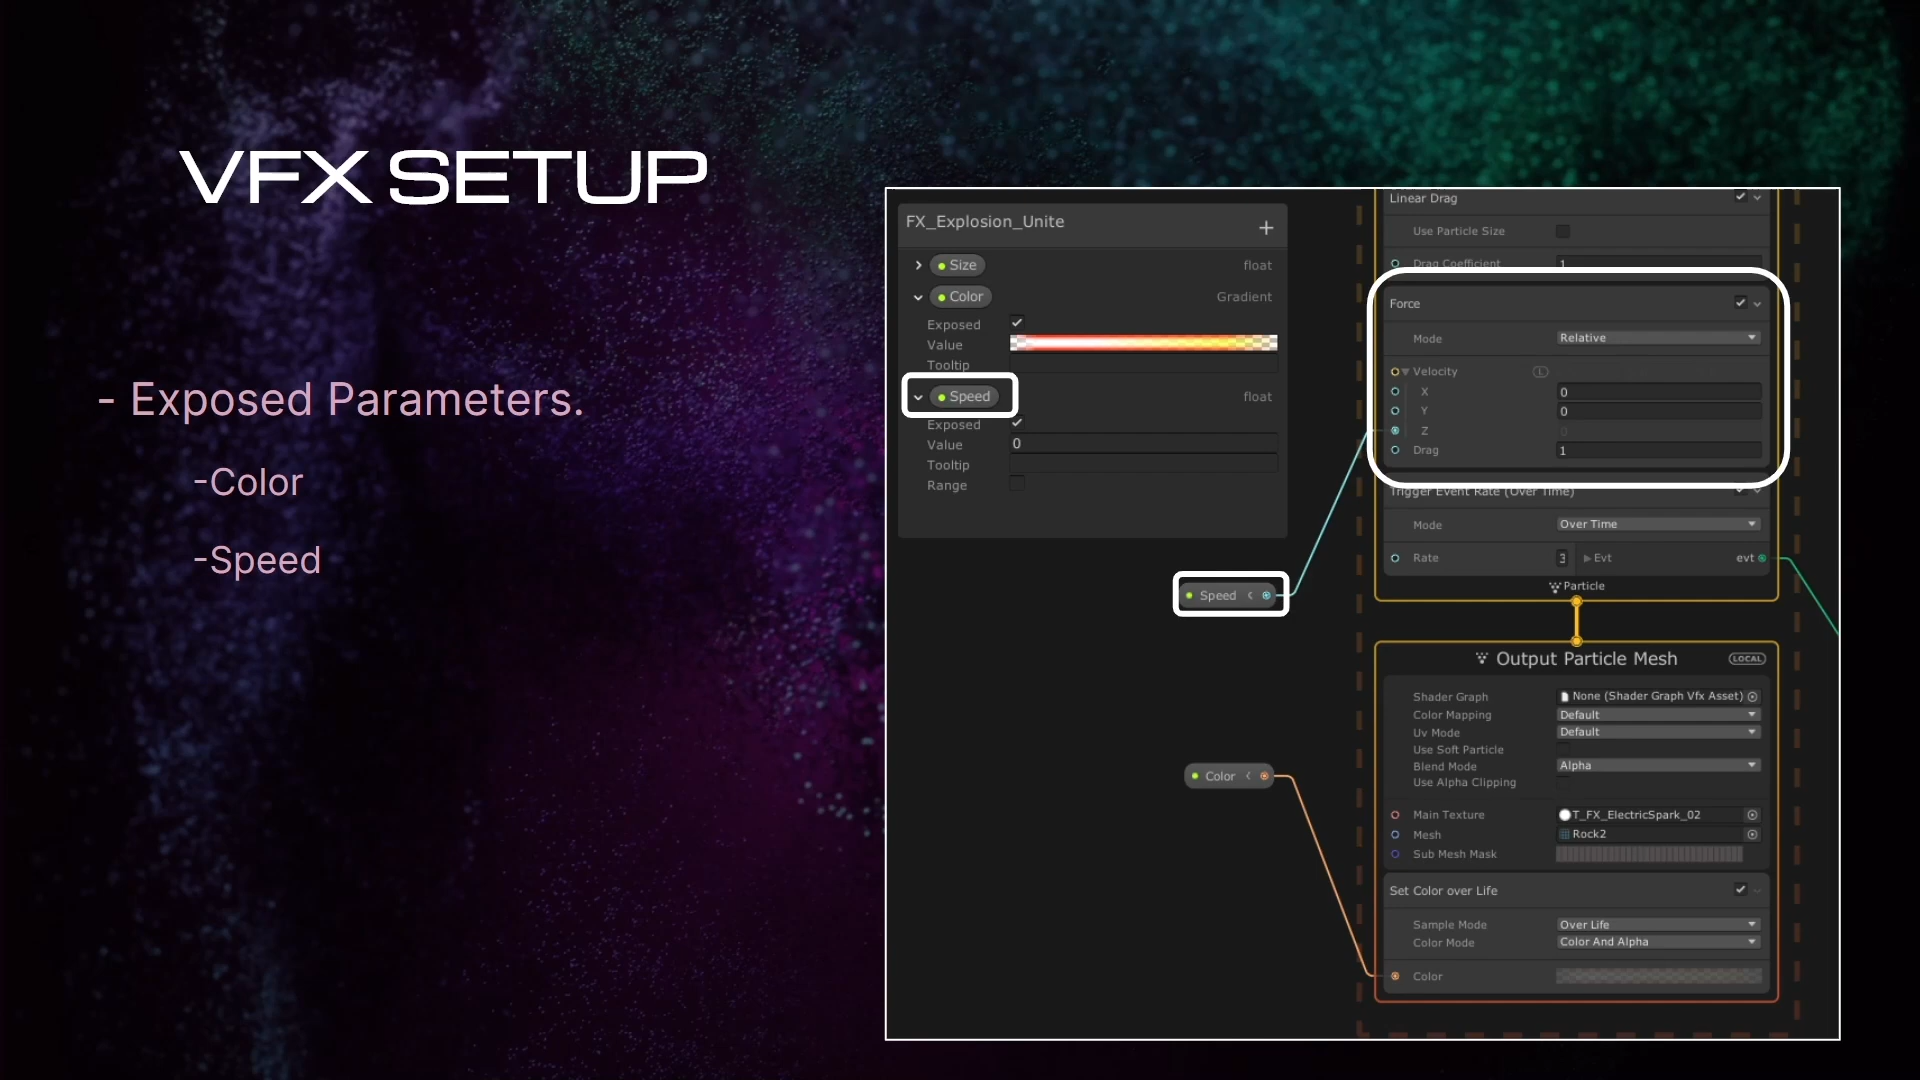 VFX SETUP
- Exposed Parameters.
-Color
-Speed
FX_Explosion_Unite +
Size float
Color Gradient
Exposed
Value
Tooltip
Speed float
Exposed
Value 0
Tooltip
Range
Speed
Color
Linear Drag
Use Particle Size
Drag Coefficient 1
Force
Mode Relative
Velocity L
X 0
Y 0
Z 0
Drag 1
Trigger Event Rate (Over Time)
Mode Over Time
Rate 3 Evt evt
Particle
Output Particle Mesh LOCAL
Shader Graph None (Shader Graph Vfx Asset)
Color Mapping Default
Uv Mode Default
Use Soft Particle
Blend Mode Alpha
Use Alpha Clipping
Main Texture T_FX_ElectricSpark_02
Mesh Rock2
Sub Mesh Mask
Set Color over Life
Sample Mode Over Life
Color Mode Color And Alpha
Color